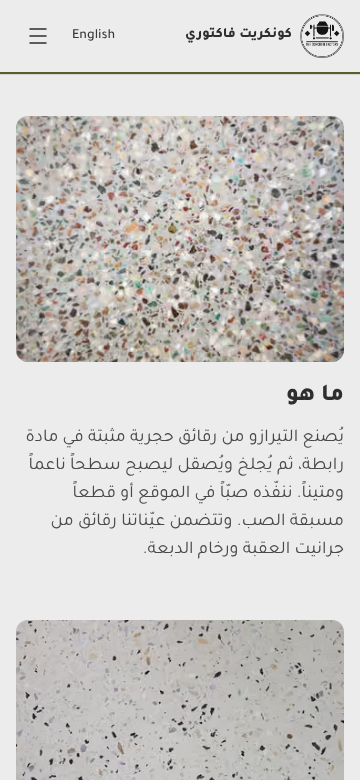 كونكريت فاكتوري
English
ما هو
يُصنع التيرازو من رقائق حجرية مثبتة في مادة
رابطة، ثم يُجلخ ويُصقل ليصبح سطحاً ناعماً
ومتيناً. ننفّذه صبّاً في الموقع أو قطعاً
مسبقة الصب. وتتضمن عيّناتنا رقائق من
جرانيت العقبة ورخام الدبعة.